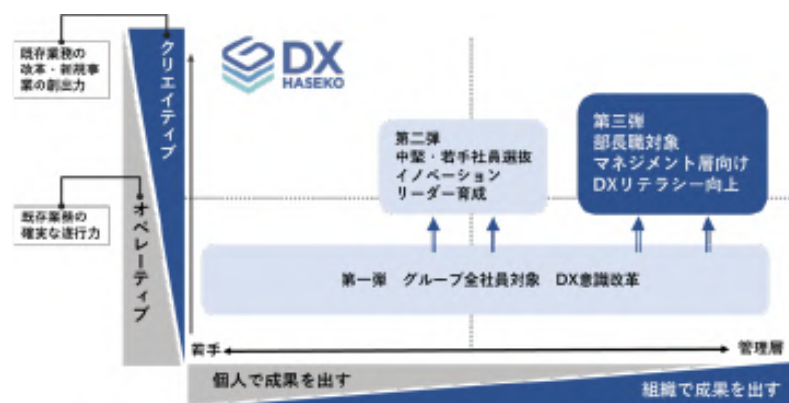 既存業務の
改革・新規事
業の創出力
クリエイティブ
DX
HASEKO
第二弾
中堅・若手社員選抜
イノベーション
リーダー育成
第三弾
部長職対象
マネジメント層向け
DXリテラシー向上
既存業務の
確実な遂行力
オペレーティブ
第一弾 グループ全社員対象 DX意識改革
若手
管理層
個人で成果を出す
組織で成果を出す